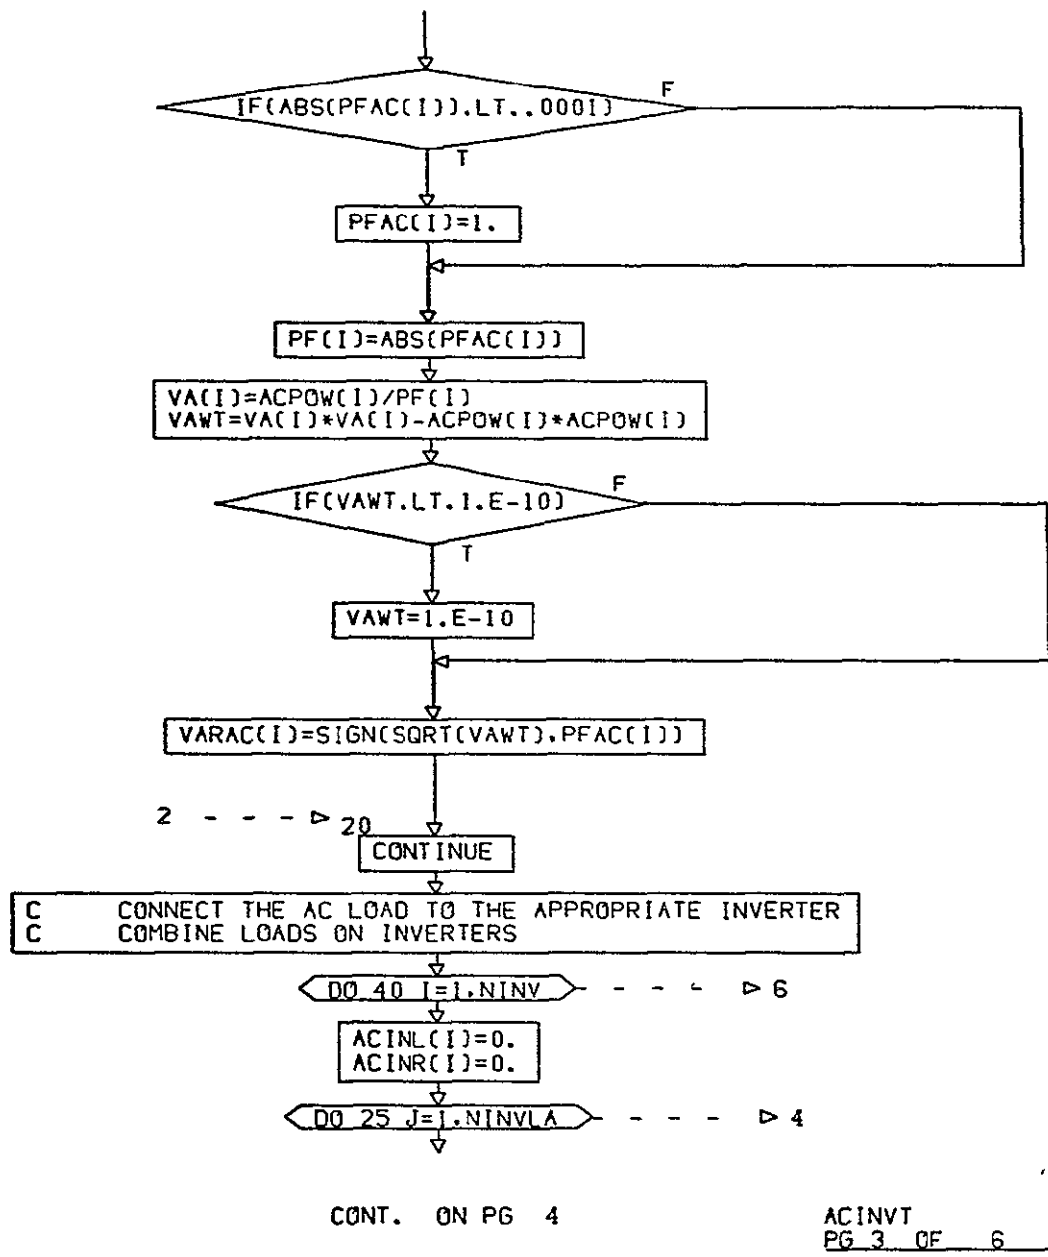 IF(ABS(PFAC(I)).LT..0001)
F
T
PFAC(I)=1.
PF(I)=ABS(PFAC(I))
VA(I)=ACPOW(I)/PF(I)
VAWT=VA(I)*VA(I)-ACPOW(I)*ACPOW(I)
IF(VAWT.LT.1.E-10)
F
T
VAWT=1.E-10
VARAC(I)=SIGN(SQRT(VAWT),PFAC(I))
2
20
CONTINUE
C CONNECT THE AC LOAD TO THE APPROPRIATE INVERTER
C COMBINE LOADS ON INVERTERS
DO 40 I=1,NINV
6
ACINL(I)=0.
ACINR(I)=0.
DO 25 J=1,NINVLA
4
CONT. ON PG 4
ACINVT
PG 3 OF 6